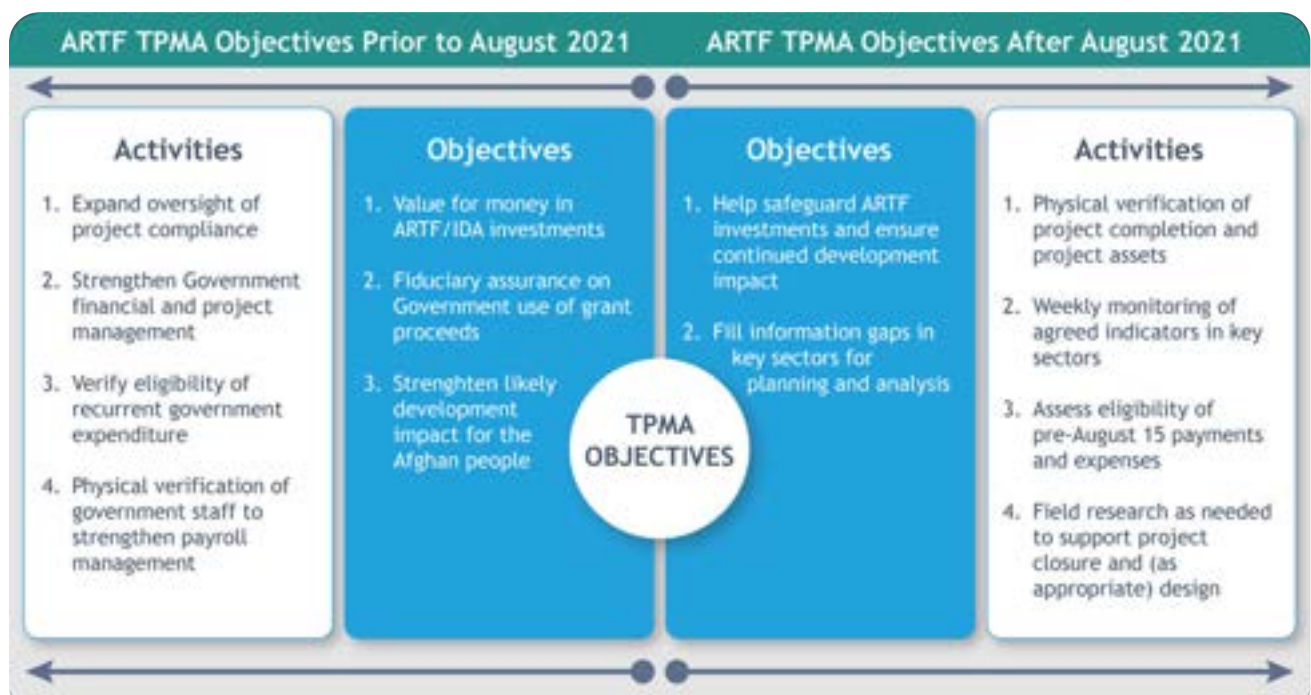 ARTF TPMA Objectives Prior to August 2021
ARTF TPMA Objectives After August 2021
Activities
1. Expand oversight of
project compliance
2. Strengthen Government
financial and project
management
3. Verify eligibility of
recurrent government
expenditure
4. Physical verification of
government staff to
strengthen payroll
management
Objectives
1. Value for money in
ARTF/IDA investments
2. Fiduciary assurance on
Government use of grant
proceeds
3. Strenghten likely
development
impact for the
Afghan people
TPMA
OBJECTIVES
Objectives
1. Help safeguard ARTF
investments and ensure
continued development
impact
2. Fill information gaps in
key sectors for
planning and analysis
Activities
1. Physical verification of
project completion and
project assets
2. Weekly monitoring of
agreed indicators in key
sectors
3. Assess eligibility of
pre-August 15 payments
and expenses
4. Field research as needed
to support project
closure and (as
appropriate) design